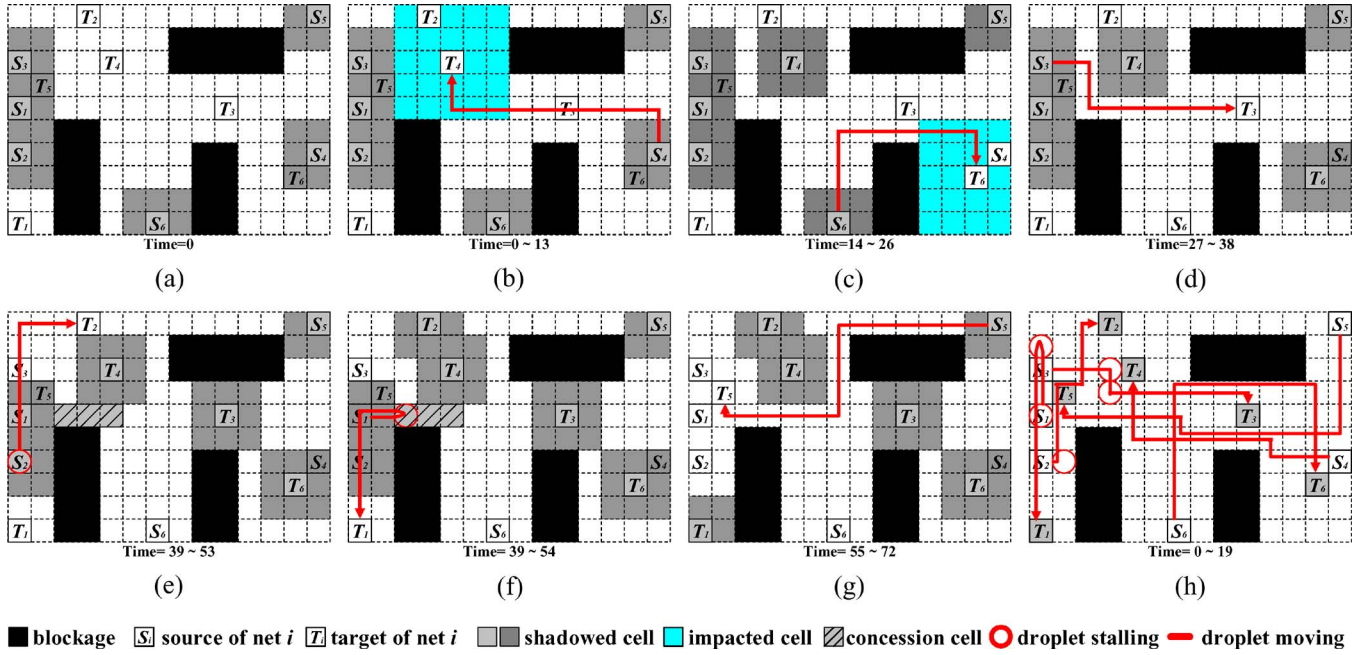 T2 S5
S3 T4
T5
S1 T3
S2 S4
T6
T1 S6
Time=0
(a)
T2 S5
S3 T4
T5
S1 T3
S2 S4
T6
T1 S6
Time=0 ~ 13
(b)
T2 S5
S3 T4
T5
S1 T3
S2 S4
T6
T1 S6
Time=14 ~ 26
(c)
T2 S5
S3 T4
T5
S1 T3
S2 S4
T6
T1 S6
Time=27 ~ 38
(d)
T2 S5
S3 T4
T5
S1 T3
S2 S4
T6
T1 S6
Time= 39 ~ 53
(e)
T2 S5
S3 T4
T5
S1 T3
S2 S4
T6
T1 S6
Time= 39 ~ 54
(f)
T2 S5
S3 T4
T5
S1 T3
S2 S4
T6
T1 S6
Time= 55 ~ 72
(g)
T2 S5
S3 T4
T5
S1 T3
S2 S4
T6
T1 S6
Time= 0 ~ 19
(h)
blockage Si source of net i Ti target of net i shadowed cell impacted cell concession cell droplet stalling droplet moving